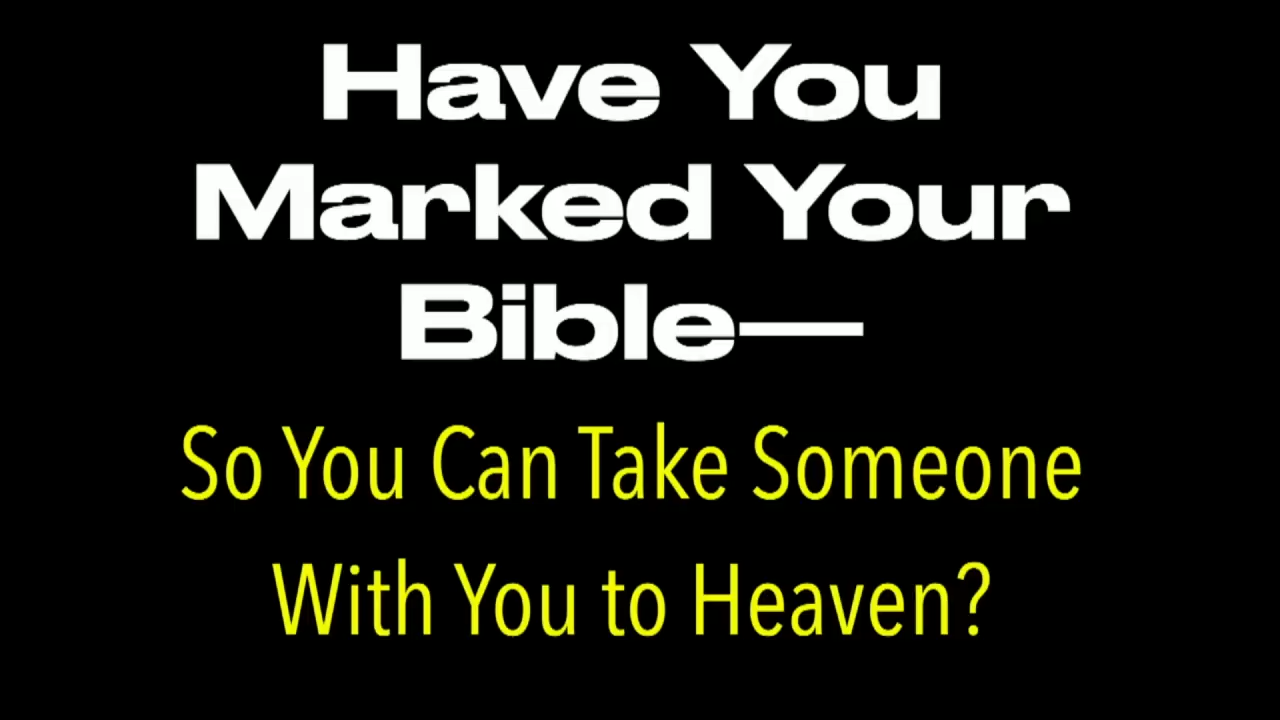 Have You
Marked Your
Bible—
So You Can Take Someone
With You to Heaven?